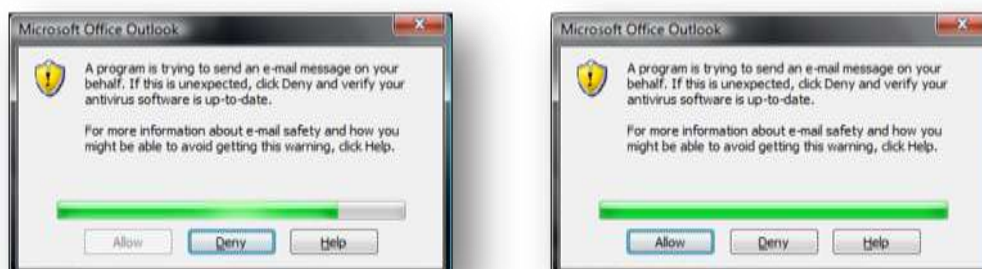 Microsoft Office Outlook
A program is trying to send an e-mail message on your
behalf. If this is unexpected, click Deny and verify your
antivirus software is up-to-date.
For more information about e-mail safety and how you
might be able to avoid getting this warning, click Help.
Allow Deny Help
Microsoft Office Outlook
A program is trying to send an e-mail message on your
behalf. If this is unexpected, click Deny and verify your
antivirus software is up-to-date.
For more information about e-mail safety and how you
might be able to avoid getting this warning, click Help.
Allow Deny Help